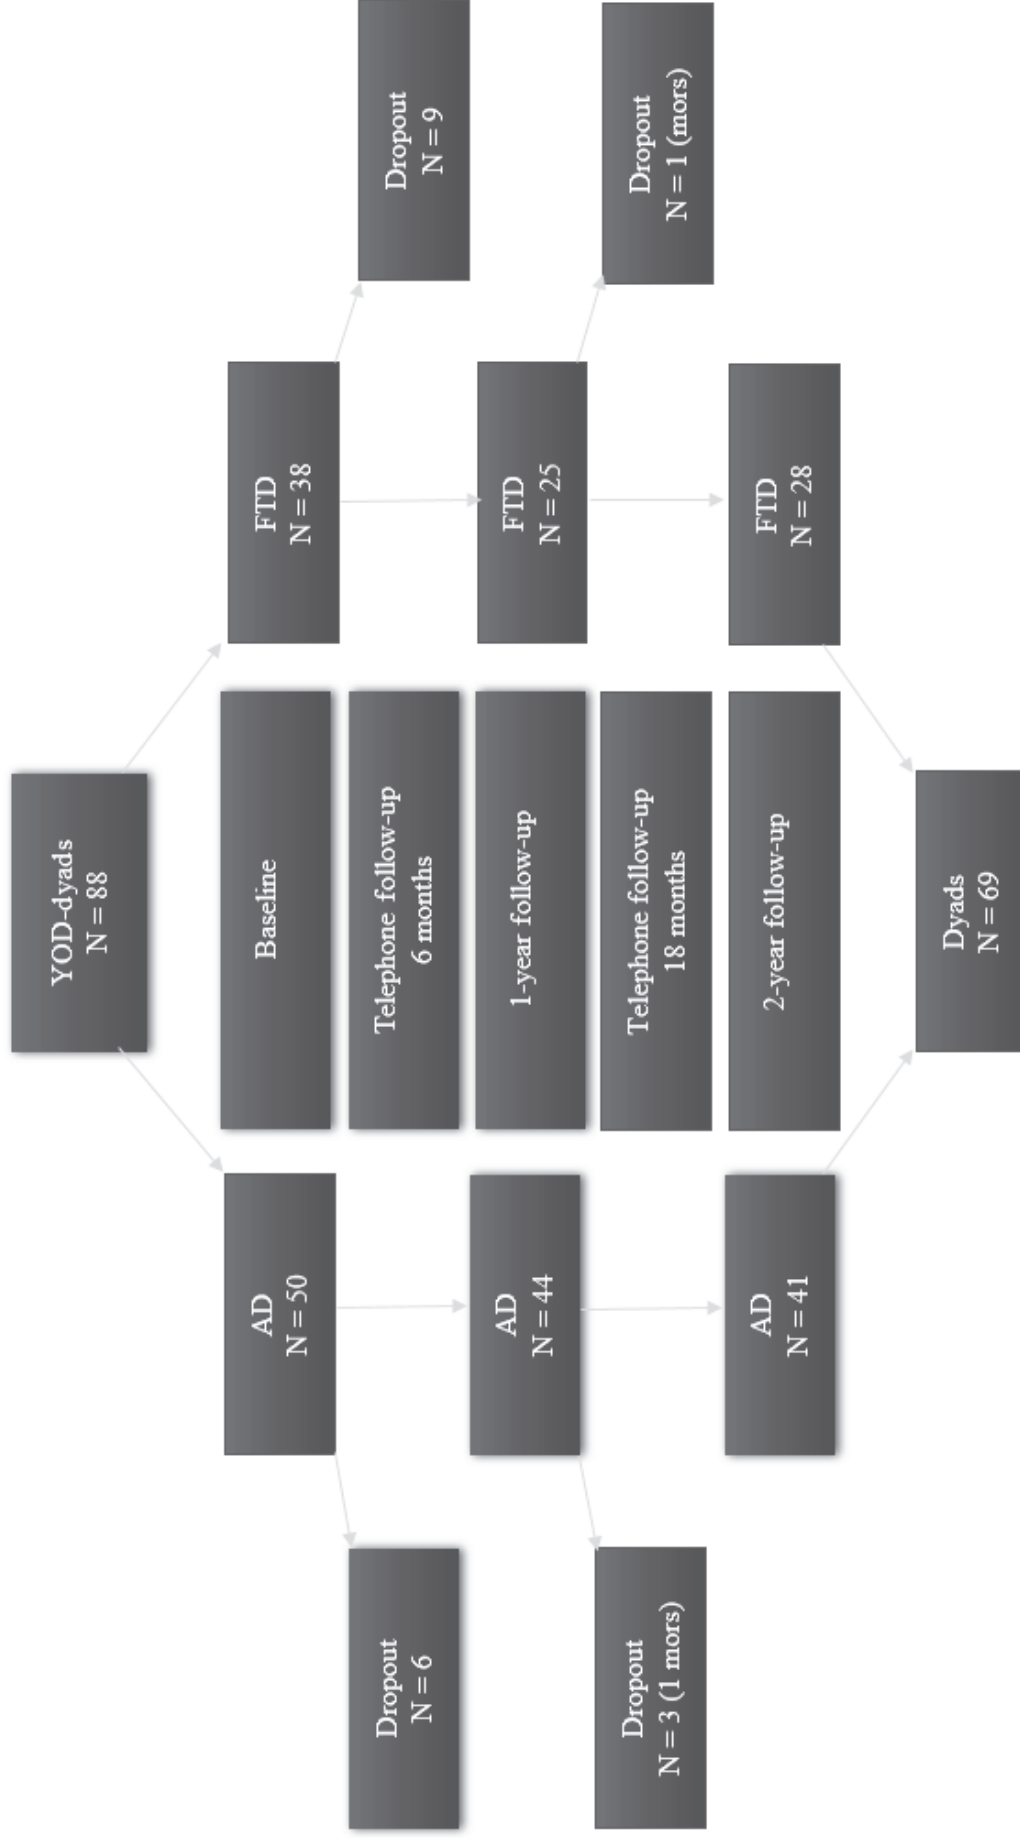 YOD-dyads
N = 88
AD
N = 50
Baseline
FTD
N = 38
Dropout
N = 6
Telephone follow-up
6 months
Dropout
N = 9
AD
N = 44
1-year follow-up
FTD
N = 25
Dropout
N = 3 (1 mors)
Telephone follow-up
18 months
Dropout
N = 1 (mors)
AD
N = 41
2-year follow-up
FTD
N = 28
Dyads
N = 69